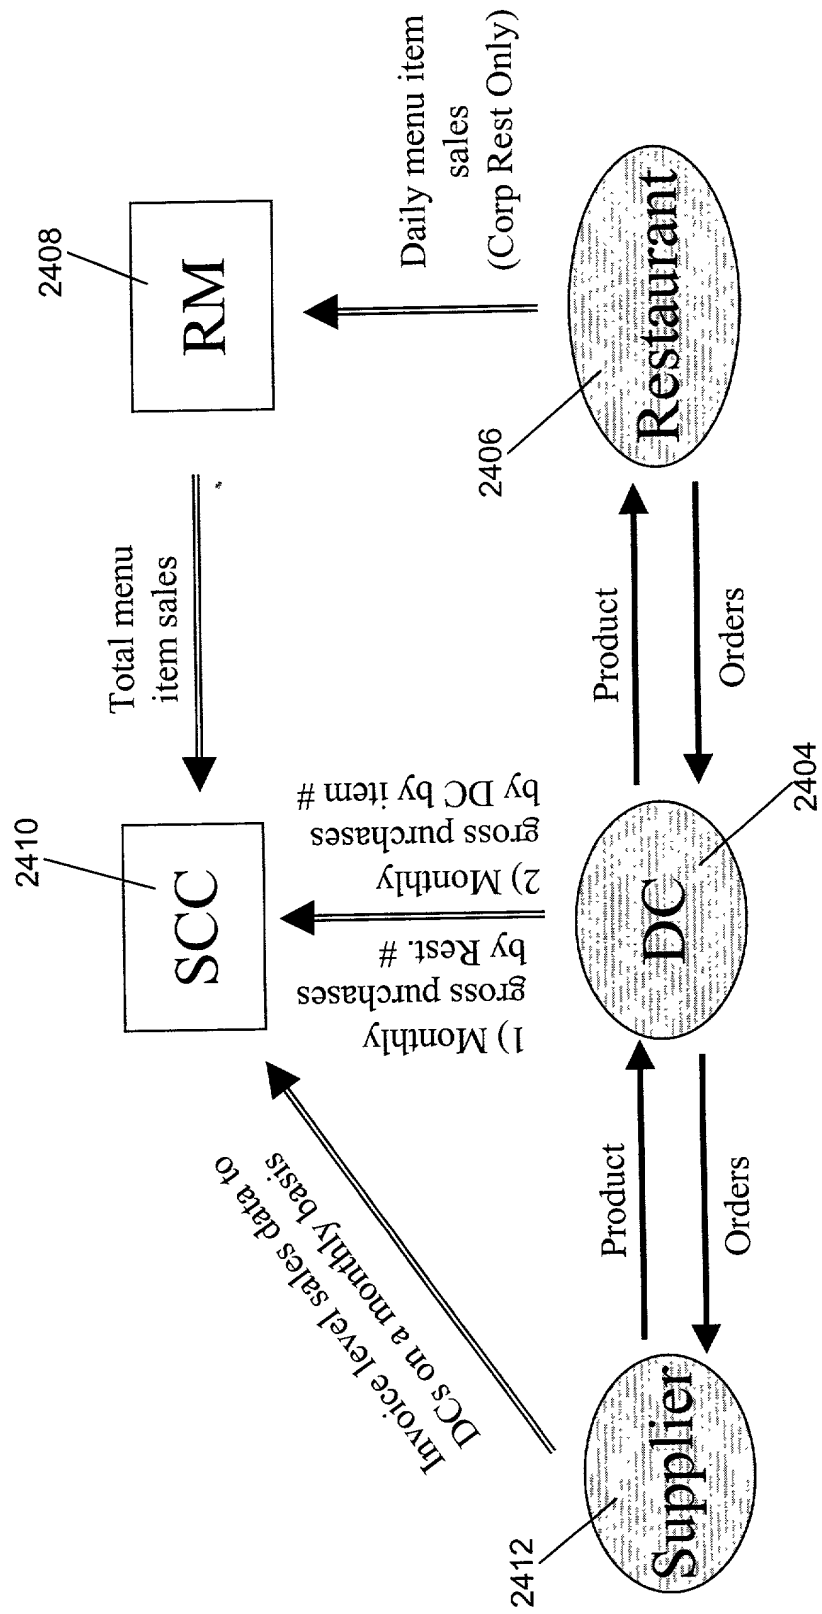 2410
SCC
Total menu
item sales
2408
RM
Invoice level sales data to
DCs on a monthly basis
1) Monthly
gross purchases
by Rest. #
2) Monthly
gross purchases
by DC by item #
Daily menu item
sales
(Corp Rest Only)
2412
Supplier
Product
Orders
DC
2404
Product
Orders
2406
Restaurant